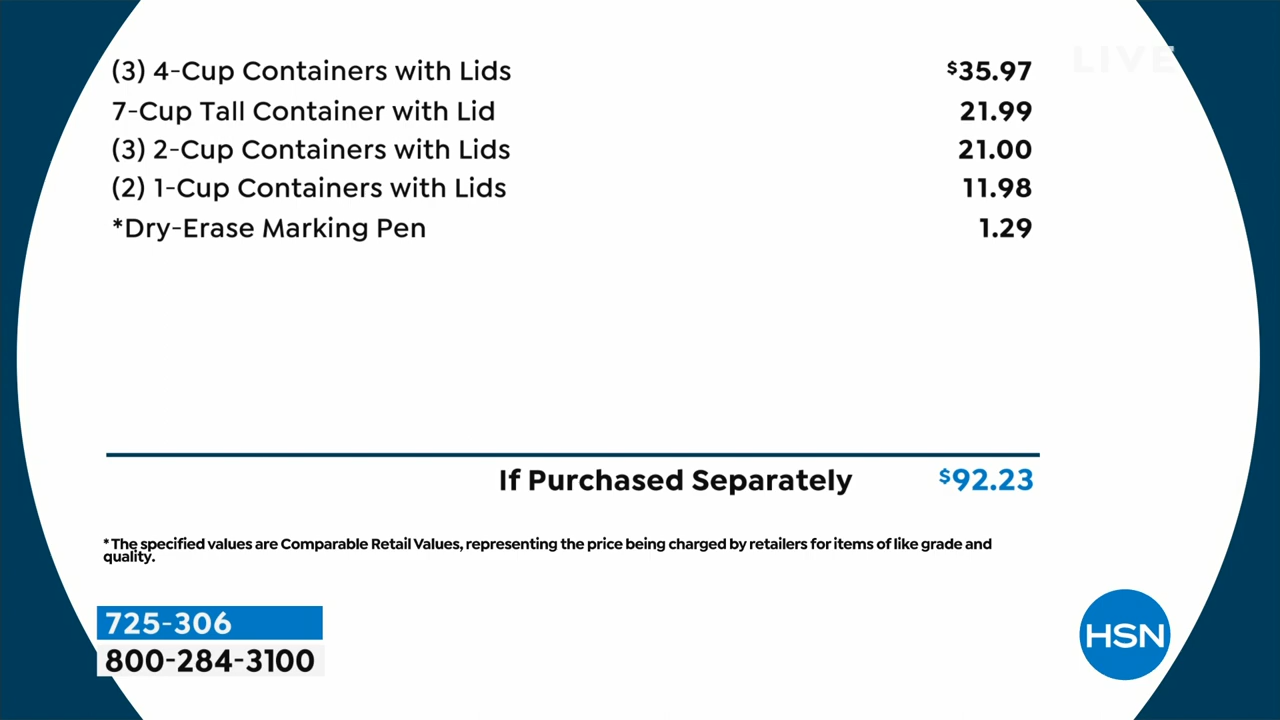 LIVE
(3) 4-Cup Containers with Lids $35.97
7-Cup Tall Container with Lid 21.99
(3) 2-Cup Containers with Lids 21.00
(2) 1-Cup Containers with Lids 11.98
*Dry-Erase Marking Pen 1.29
If Purchased Separately $92.23
*The specified values are Comparable Retail Values, representing the price being charged by retailers for items of like grade and
quality.
725-306
800-284-3100
HSN